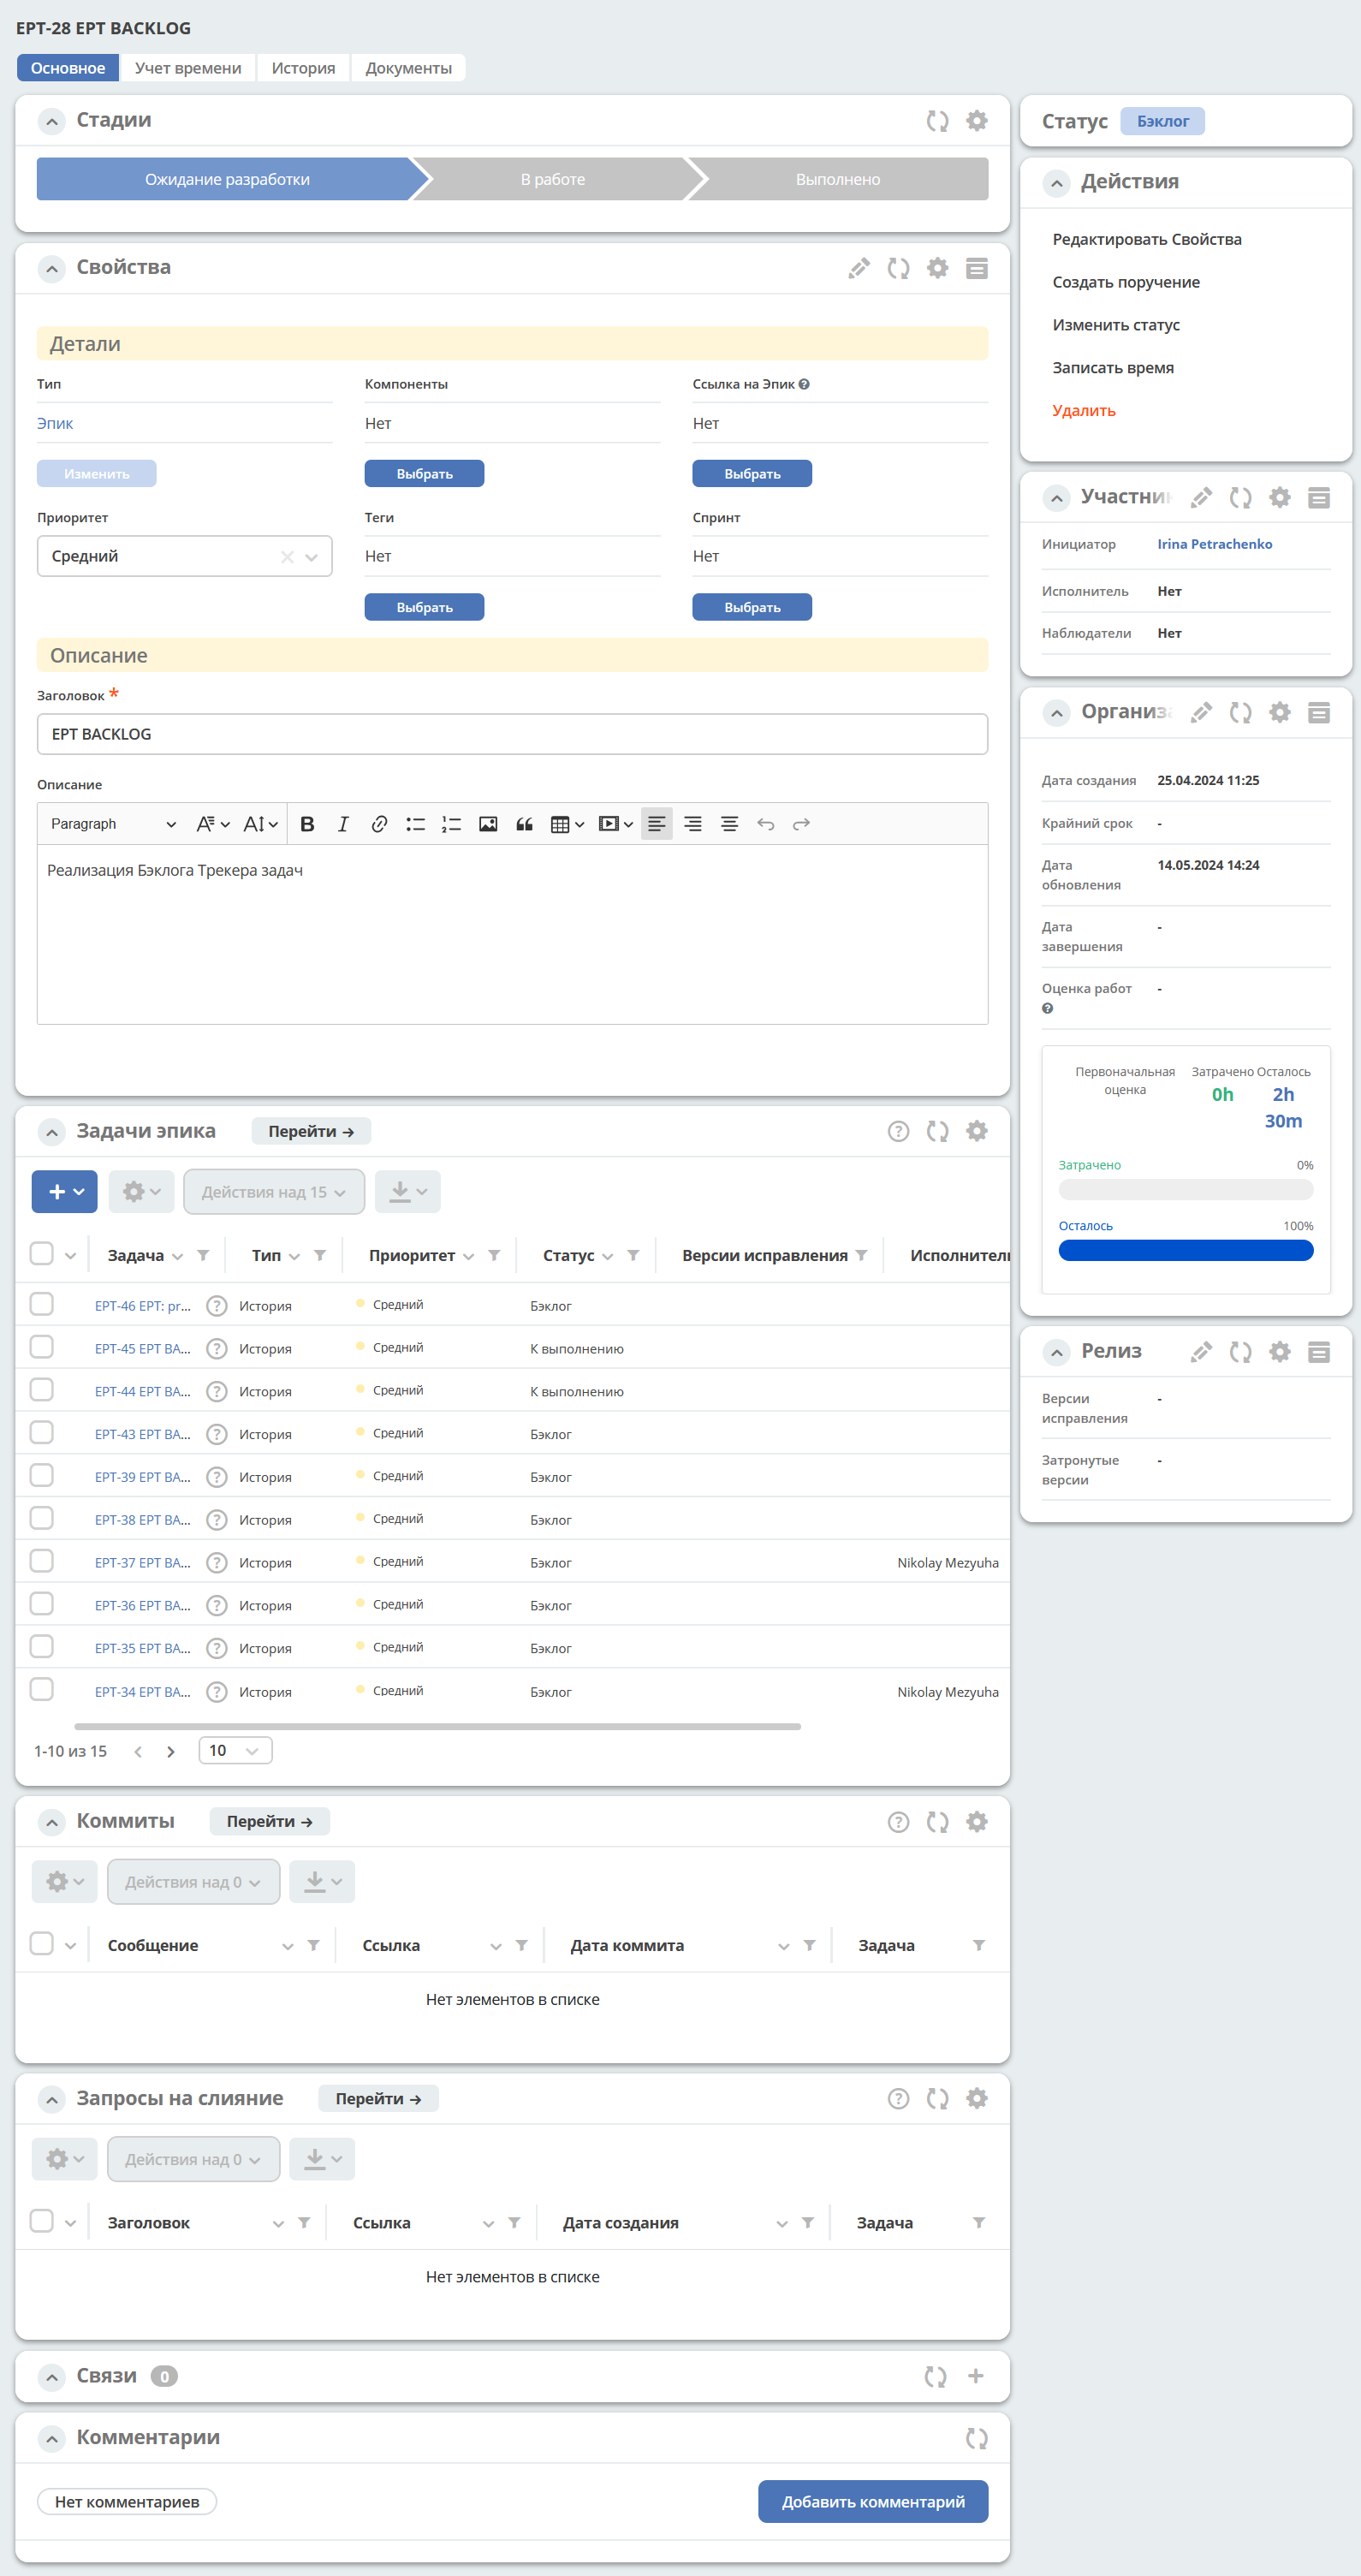 EPT-28 EPT BACKLOG
Основное
Учет времени
История
Документы
Стадии
Ожидание разработки
В работе
Выполнено
Свойства
Детали
Тип
Компоненты
Ссылка на Эпик
Эпик
Нет
Нет
Изменить
Выбрать
Выбрать
Приоритет
Теги
Спринт
Средний
Нет
Нет
Выбрать
Выбрать
Описание
Заголовок *
EPT BACKLOG
Описание
Paragraph
Реализация Бэклога Трекера задач
Задачи эпика
Перейти →
Действия над 15
Задача
Тип
Приоритет
Статус
Версии исправления
Исполнитель
EPT-46 EPT: pr... История Средний Бэклог
EPT-45 EPT BA... История Средний К выполнению
EPT-44 EPT BA... История Средний К выполнению
EPT-43 EPT BA... История Средний Бэклог
EPT-39 EPT BA... История Средний Бэклог
EPT-38 EPT BA... История Средний Бэклог
EPT-37 EPT BA... История Средний Бэклог Nikolay Mezyuha
EPT-36 EPT BA... История Средний Бэклог
EPT-35 EPT BA... История Средний Бэклог
EPT-34 EPT BA... История Средний Бэклог Nikolay Mezyuha
1-10 из 15
10
Коммиты
Перейти →
Действия над 0
Сообщение
Ссылка
Дата коммита
Задача
Нет элементов в списке
Запросы на слияние
Перейти →
Действия над 0
Заголовок
Ссылка
Дата создания
Задача
Нет элементов в списке
Связи 0
Комментарии
Нет комментариев
Добавить комментарий
Статус
Бэклог
Действия
Редактировать Свойства
Создать поручение
Изменить статус
Записать время
Удалить
Участни
Инициатор Irina Petrachenko
Исполнитель Нет
Наблюдатели Нет
Организа
Дата создания 25.04.2024 11:25
Крайний срок -
Дата 14.05.2024 14:24
обновления
Дата -
завершения
Оценка работ -
Первоначальная
оценка
Затрачено
0h
Осталось
2h
30m
Затрачено 0%
Осталось 100%
Релиз
Версии -
исправления
Затронутые -
версии